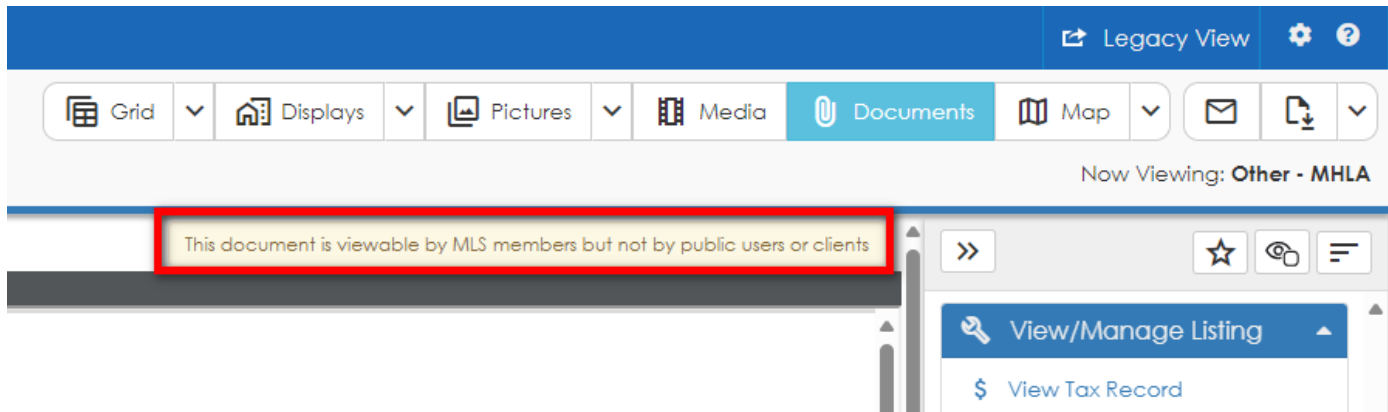 Legacy View
Grid Displays Pictures Media Documents Map
Now Viewing: Other - MHLA
This document is viewable by MLS members but not by public users or clients
View/Manage Listing
$ View Tax Record